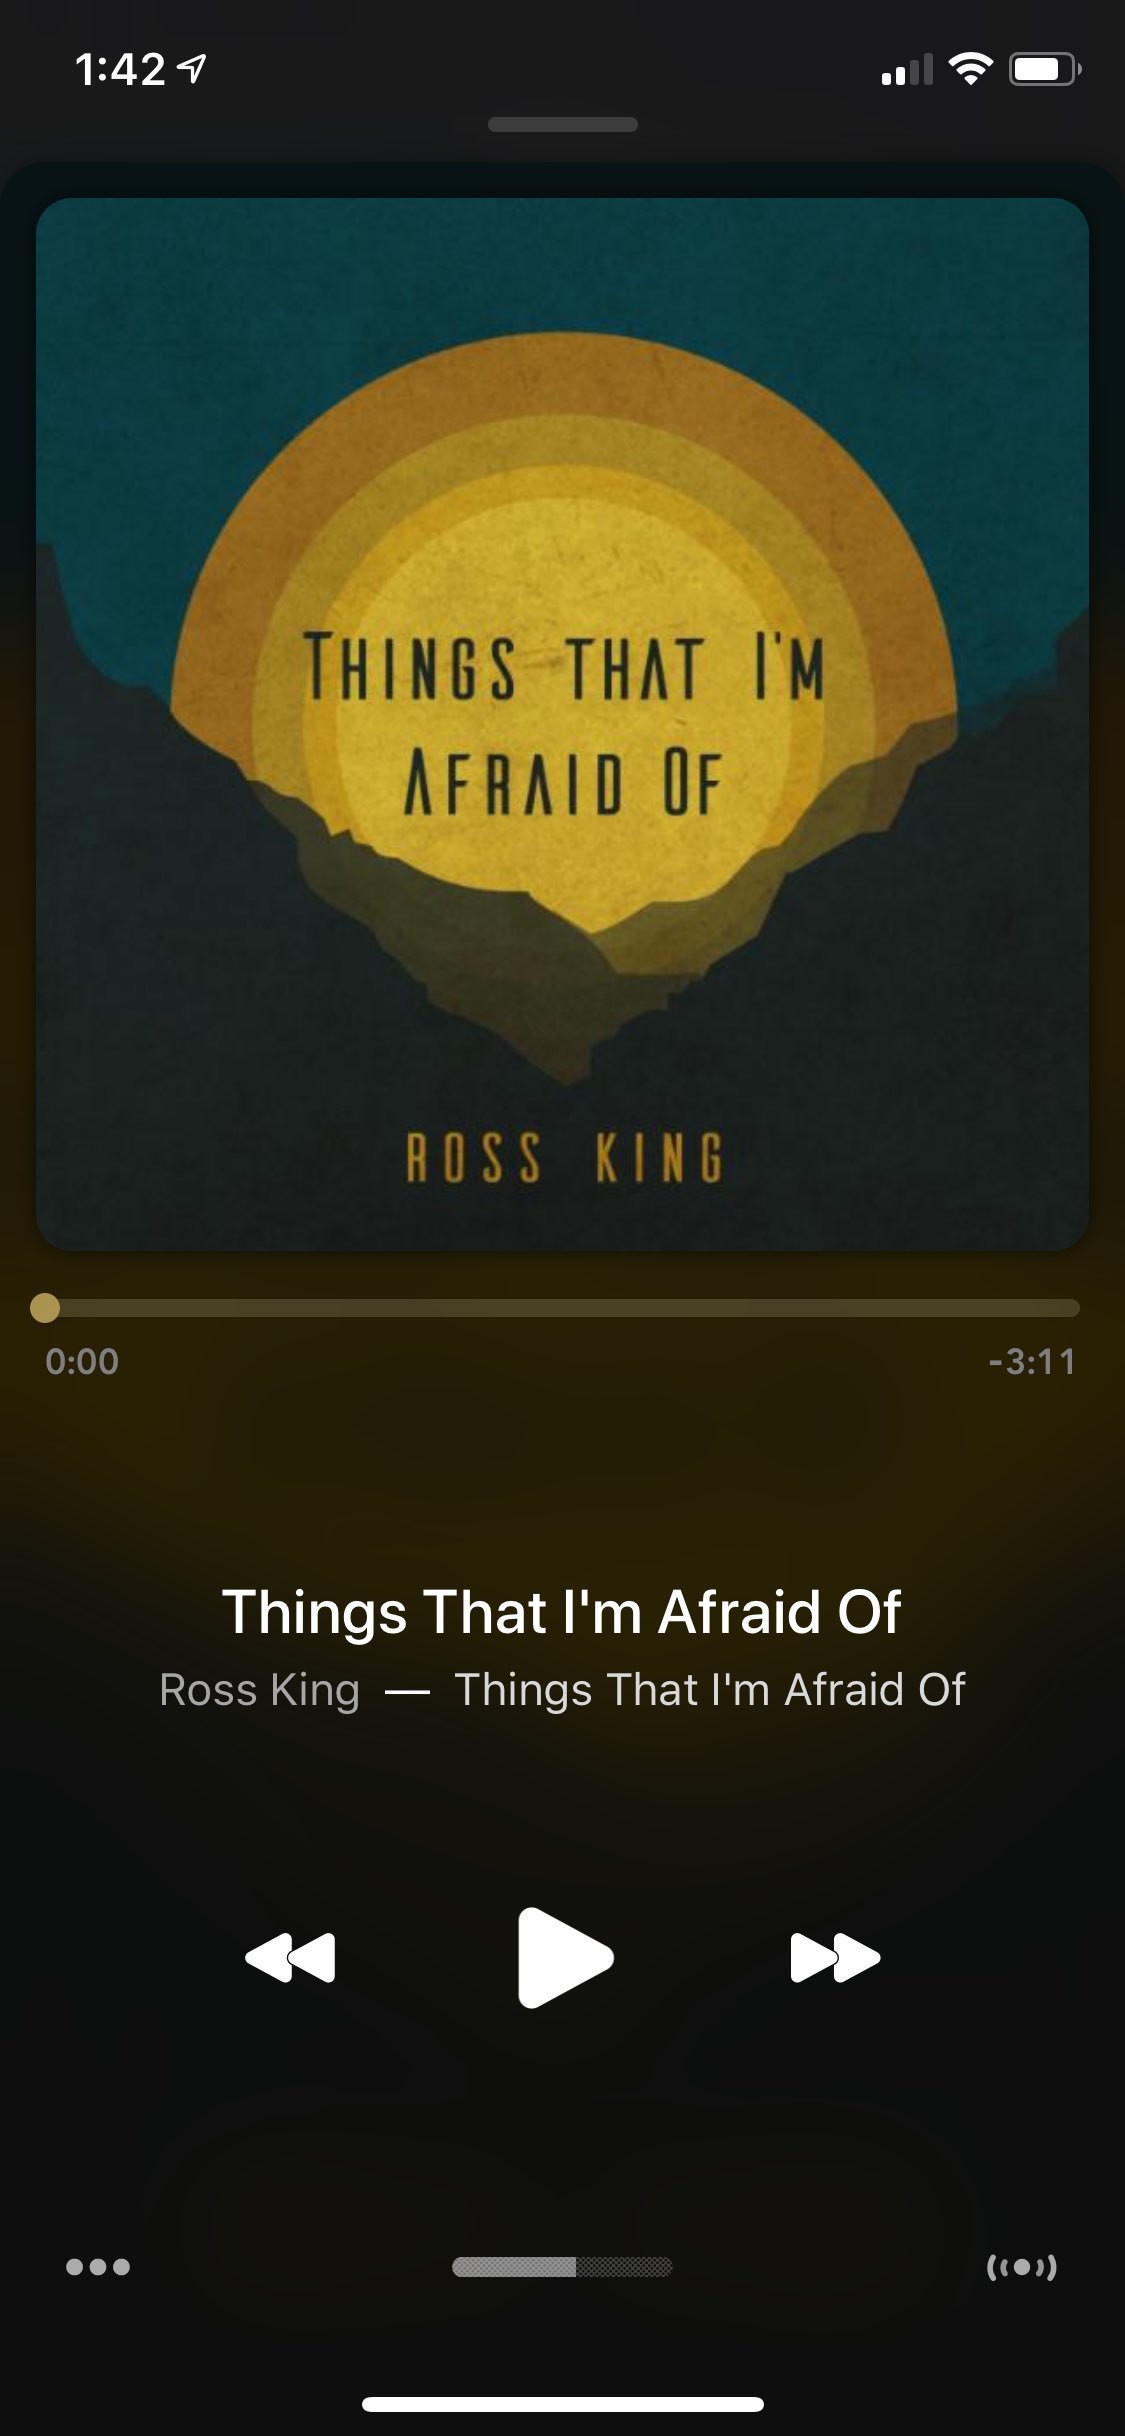 1:42
THINGS THAT I'M
AFRAID OF
ROSS KING
0:00
-3:11
Things That I'm Afraid Of
Ross King — Things That I'm Afraid Of